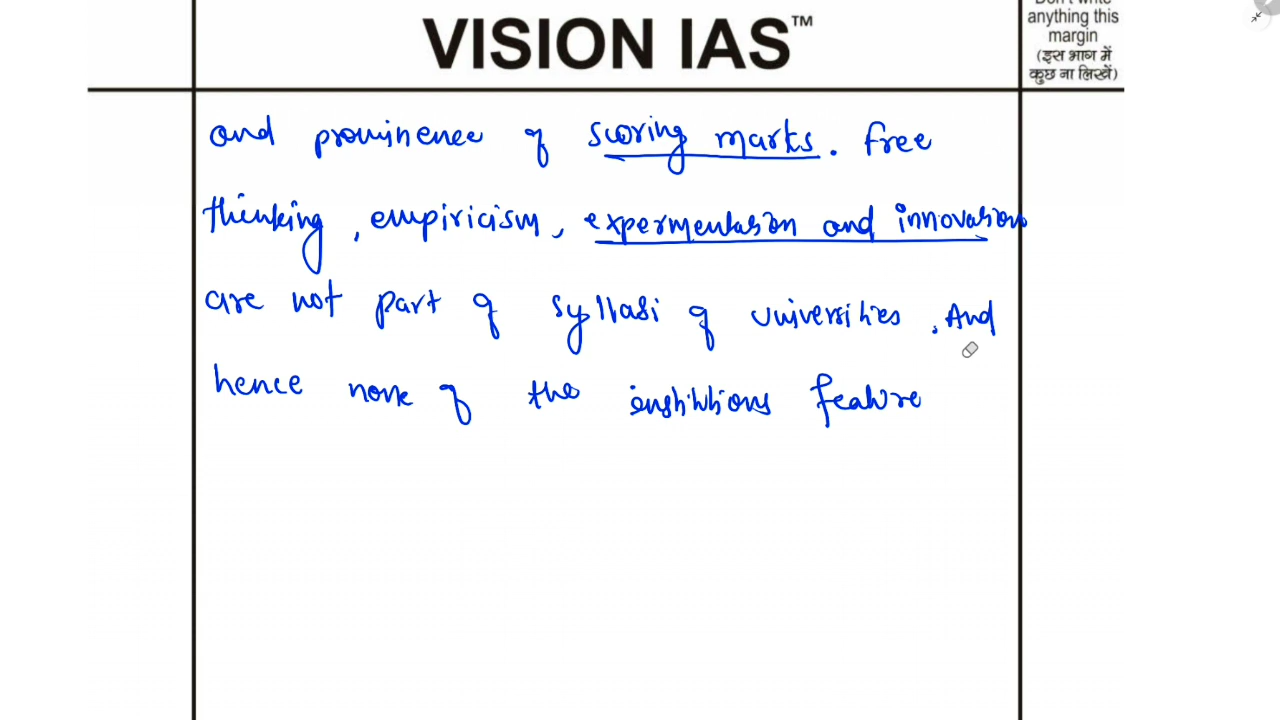 VISION IAS™
Don't write
anything this
margin
(इस भाग में
कुछ ना लिखें)
and prominence of scoring marks. Free
thinking, empiricism, expermentation and innovation
are not part of syllabi of universities. And
hence none of the institutions feature